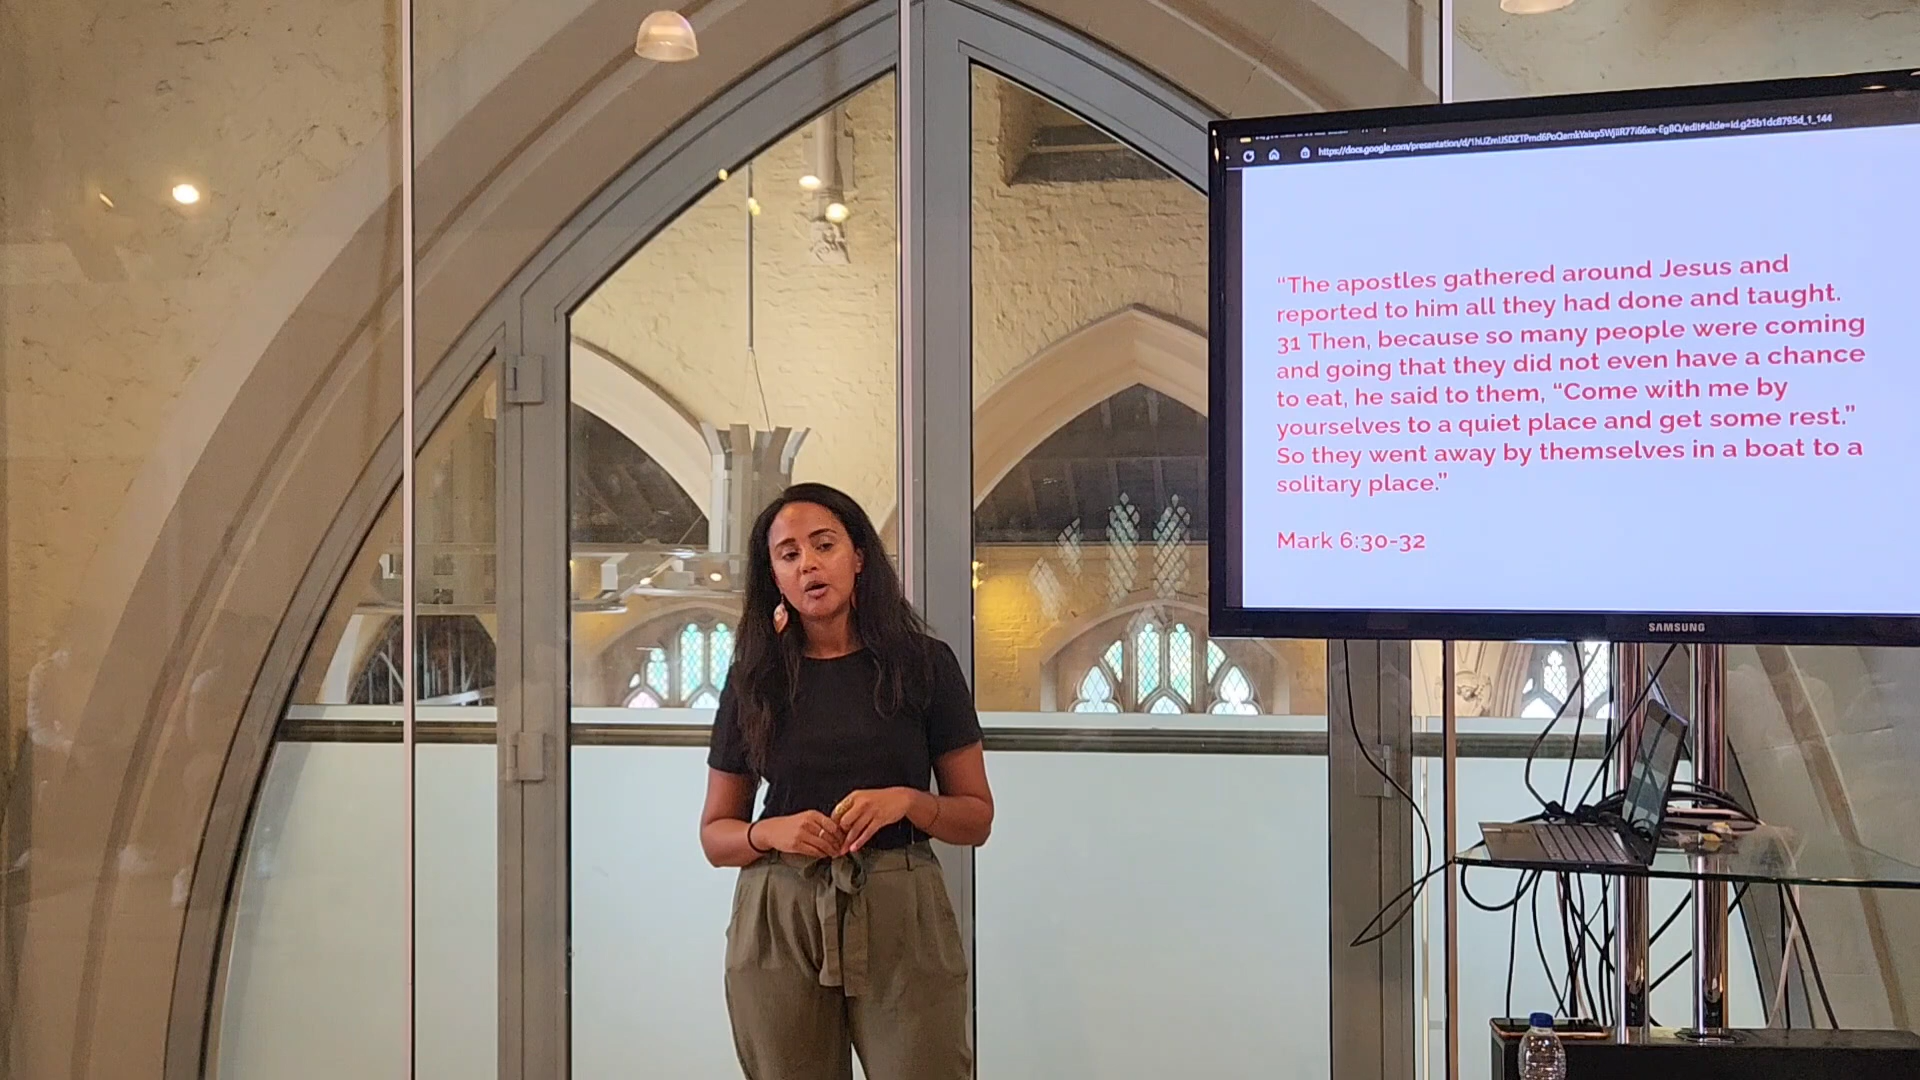 “The apostles gathered around Jesus and
reported to him all they had done and taught.
31 Then, because so many people were coming
and going that they did not even have a chance
to eat, he said to them, “Come with me by
yourselves to a quiet place and get some rest.”
So they went away by themselves in a boat to a
solitary place.”
Mark 6:30-32
SAMSUNG